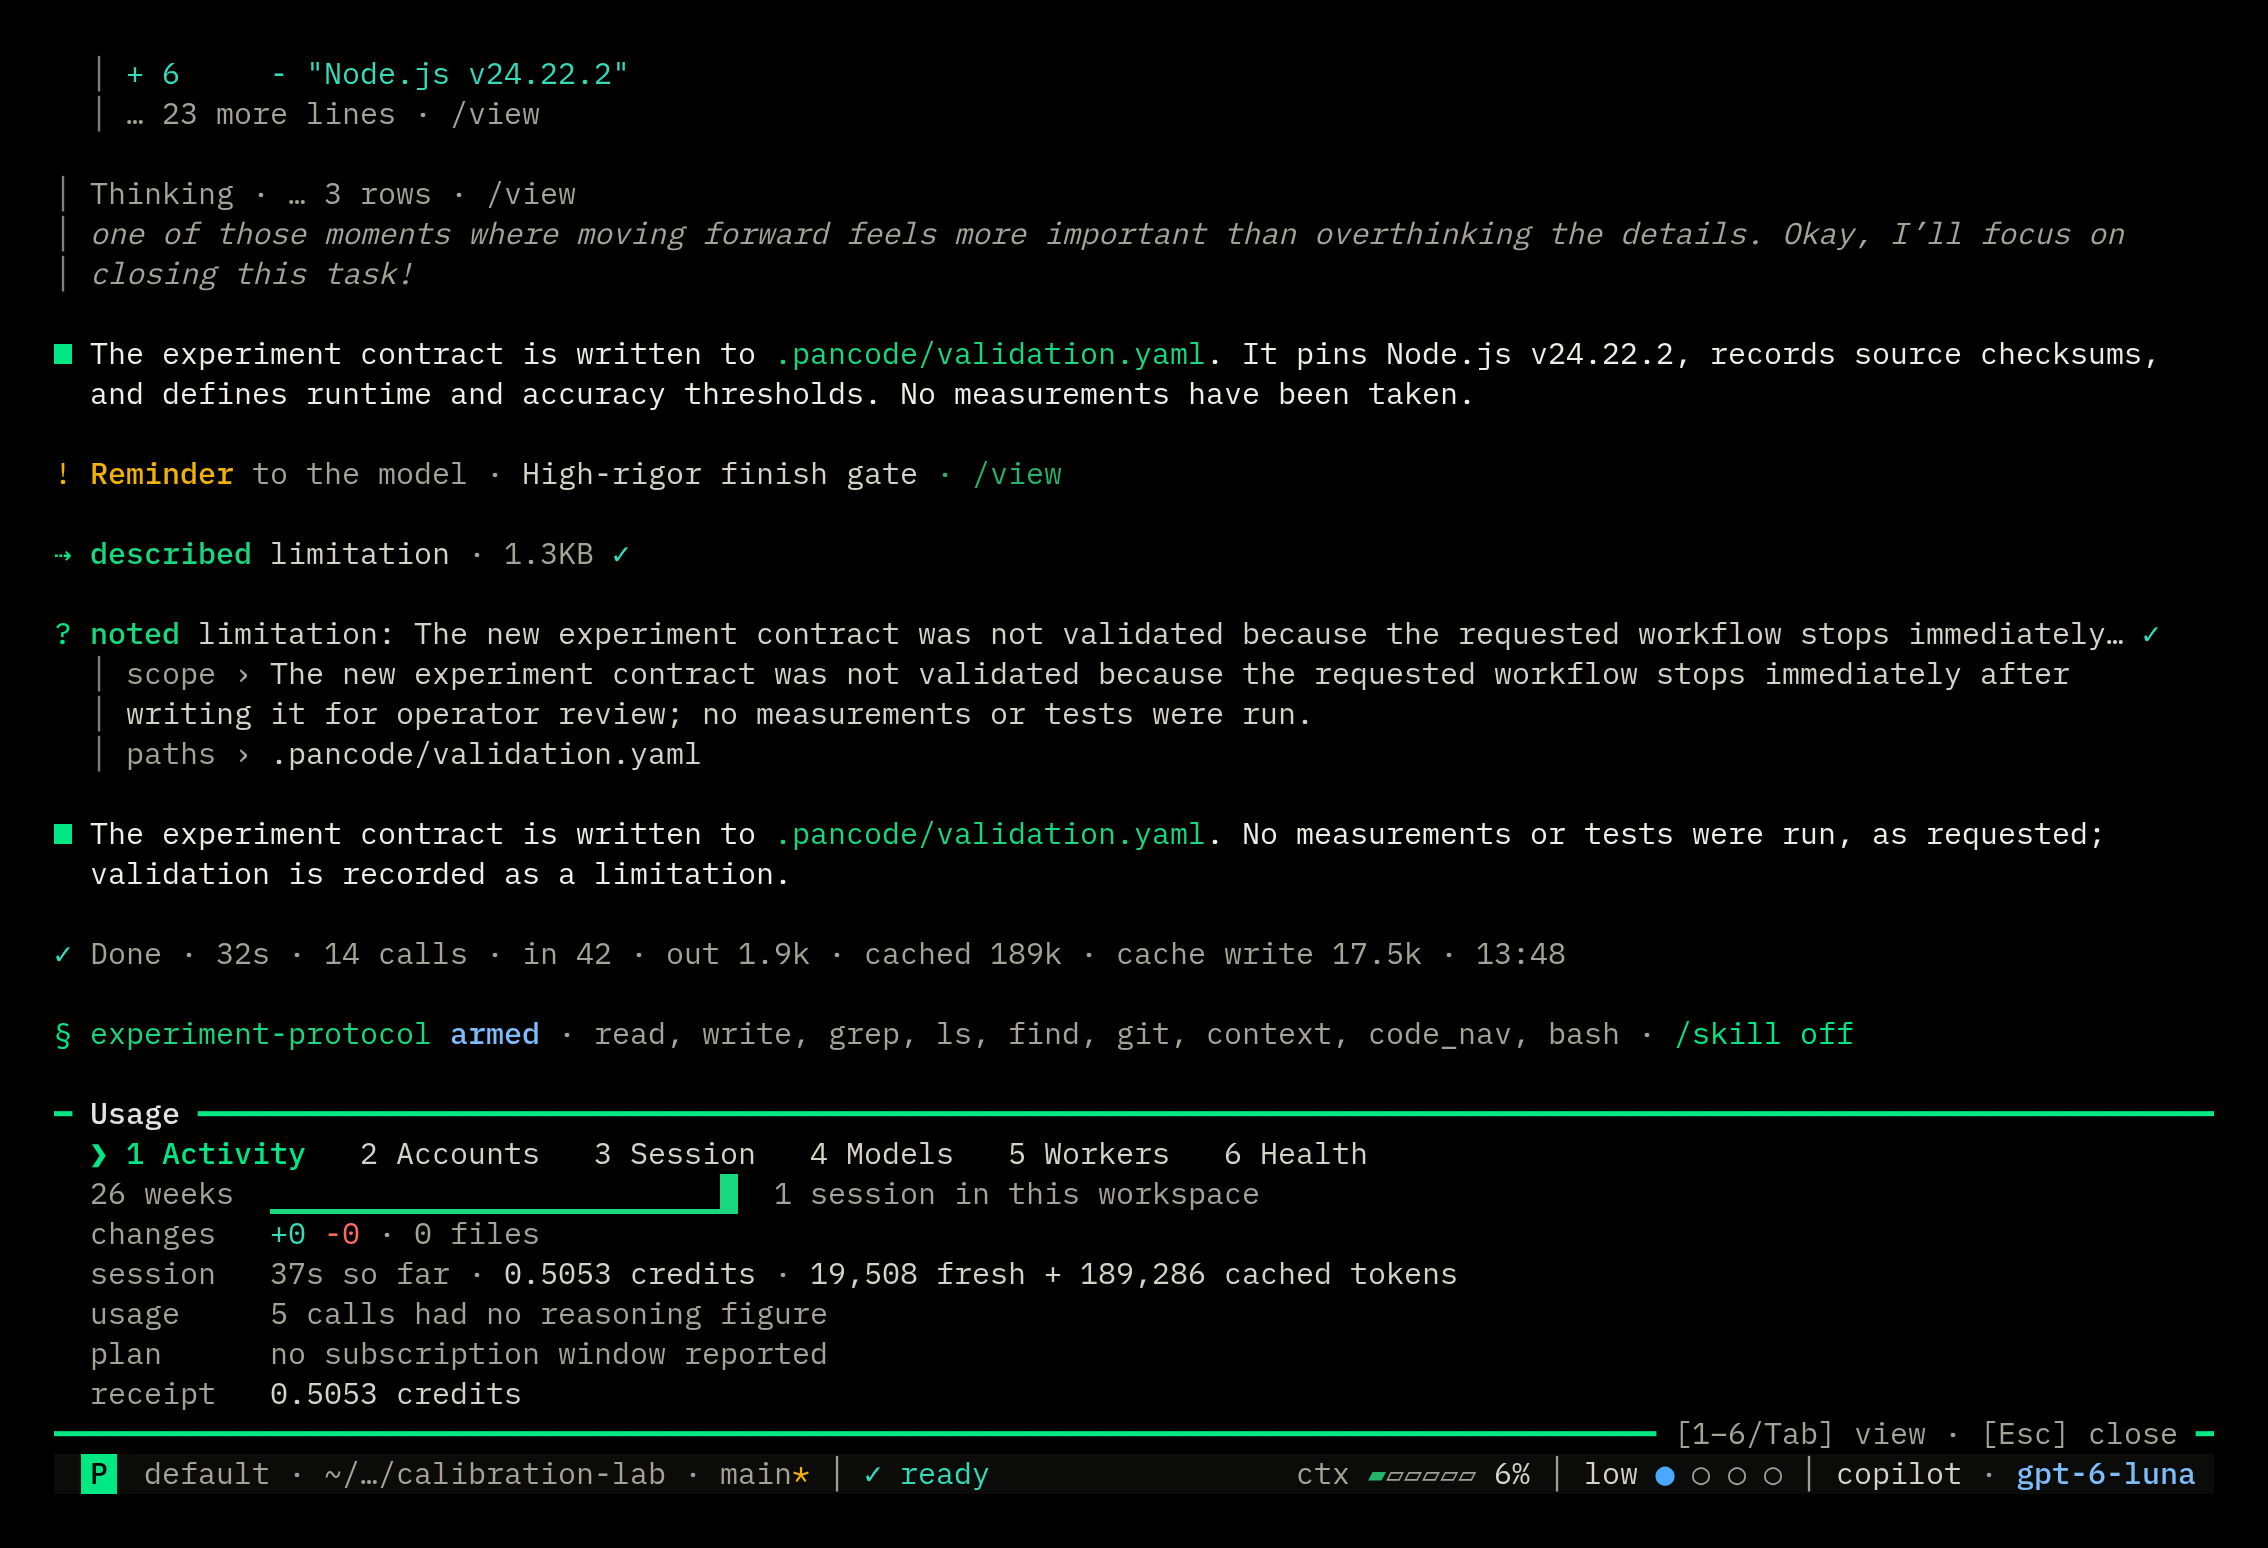 │ + 6     - "Node.js v24.22.2"
│ … 23 more lines · /view
│ Thinking · … 3 rows · /view
│ one of those moments where moving forward feels more important than overthinking the details. Okay, I’ll focus on
│ closing this task!
■ The experiment contract is written to .pancode/validation.yaml. It pins Node.js v24.22.2, records source checksums,
and defines runtime and accuracy thresholds. No measurements have been taken.
! Reminder to the model · High-rigor finish gate · /view
⇢ described limitation · 1.3KB ✓
? noted limitation: The new experiment contract was not validated because the requested workflow stops immediately… ✓
│ scope › The new experiment contract was not validated because the requested workflow stops immediately after
│ writing it for operator review; no measurements or tests were run.
│ paths › .pancode/validation.yaml
■ The experiment contract is written to .pancode/validation.yaml. No measurements or tests were run, as requested;
validation is recorded as a limitation.
✓ Done · 32s · 14 calls · in 42 · out 1.9k · cached 189k · cache write 17.5k · 13:48
§ experiment-protocol armed · read, write, grep, ls, find, git, context, code_nav, bash · /skill off
Usage
❯ 1 Activity   2 Accounts   3 Session   4 Models   5 Workers   6 Health
26 weeks   1 session in this workspace
changes   +0 -0 · 0 files
session   37s so far · 0.5053 credits · 19,508 fresh + 189,286 cached tokens
usage     5 calls had no reasoning figure
plan      no subscription window reported
receipt   0.5053 credits
[1–6/Tab] view · [Esc] close
P default · ~/…/calibration-lab · main* │ ✓ ready   ctx ▰▱▱▱▱▱ 6% │ low ● ○ ○ ○ │ copilot · gpt-6-luna